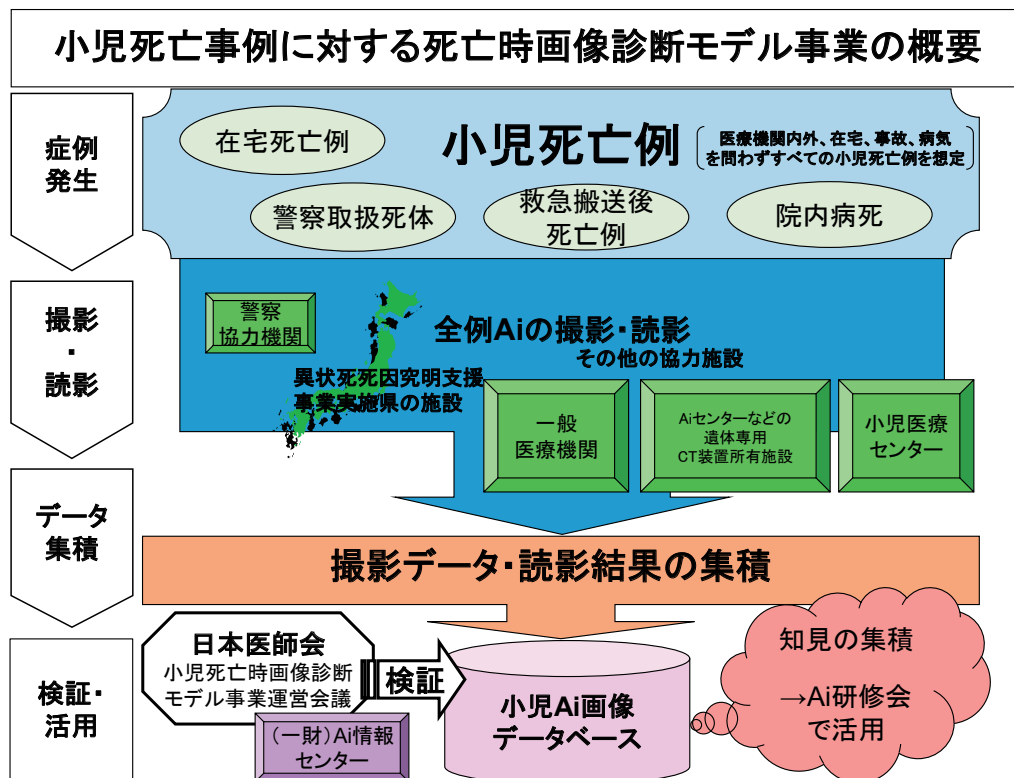 小児死亡事例に対する死亡時画像診断モデル事業の概要
症例
発生
在宅死亡例
小児死亡例
医療機関内外、在宅、事故、病気
を問わずすべての小児死亡例を想定
警察取扱死体
救急搬送後
死亡例
院内病死
撮影
・
読影
警察
協力機関
全例Aiの撮影・読影
その他の協力施設
異状死死因究明支援
事業実施県の施設
一般
医療機関
Aiセンターなどの
遺体専用
CT装置所有施設
小児医療
センター
データ
集積
撮影データ・読影結果の集積
検証・
活用
日本医師会
小児死亡時画像診断
モデル事業運営会議
(一財)Ai情報
センター
検証
小児Ai画像
データベース
知見の集積
→Ai研修会
で活用